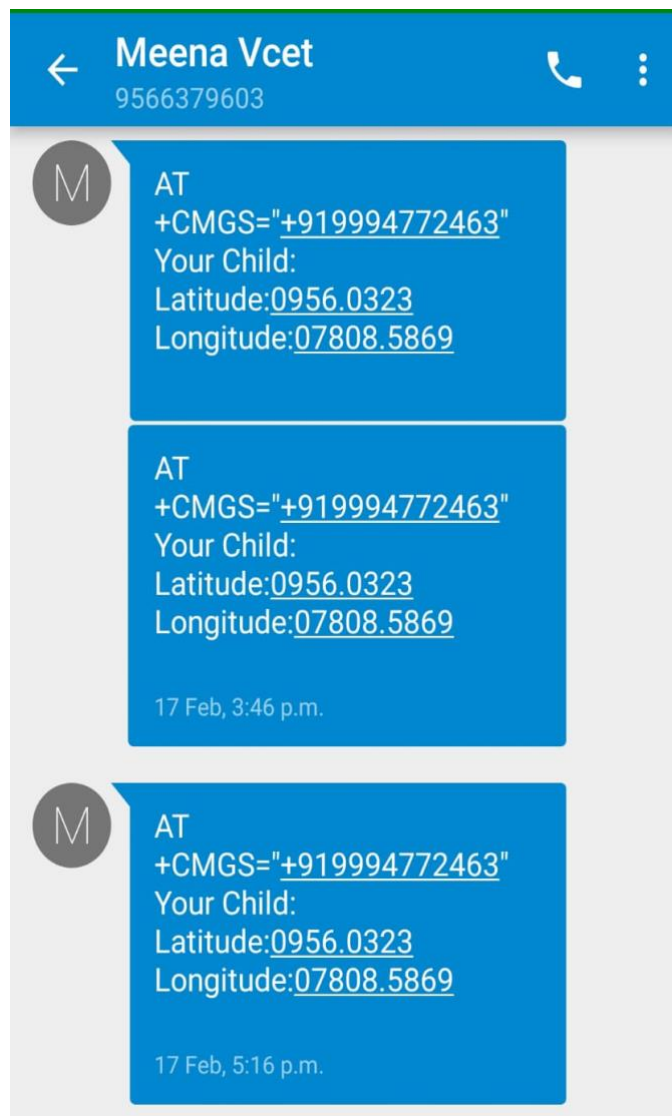 Meena Vcet
9566379603
M
AT
+CMGS="+919994772463"
Your Child:
Latitude:0956.0323
Longitude:07808.5869
AT
+CMGS="+919994772463"
Your Child:
Latitude:0956.0323
Longitude:07808.5869
17 Feb, 3:46 p.m.
M
AT
+CMGS="+919994772463"
Your Child:
Latitude:0956.0323
Longitude:07808.5869
17 Feb, 5:16 p.m.